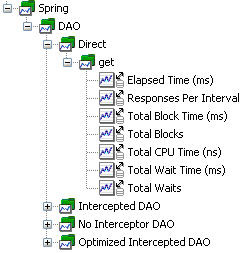 Spring
DAO
Direct
get
Elapsed Time (ms)
Responses Per Interval
Total Block Time (ms)
Total Blocks
Total CPU Time (ns)
Total Wait Time (ms)
Total Waits
Intercepted DAO
No Interceptor DAO
Optimized Intercepted DAO